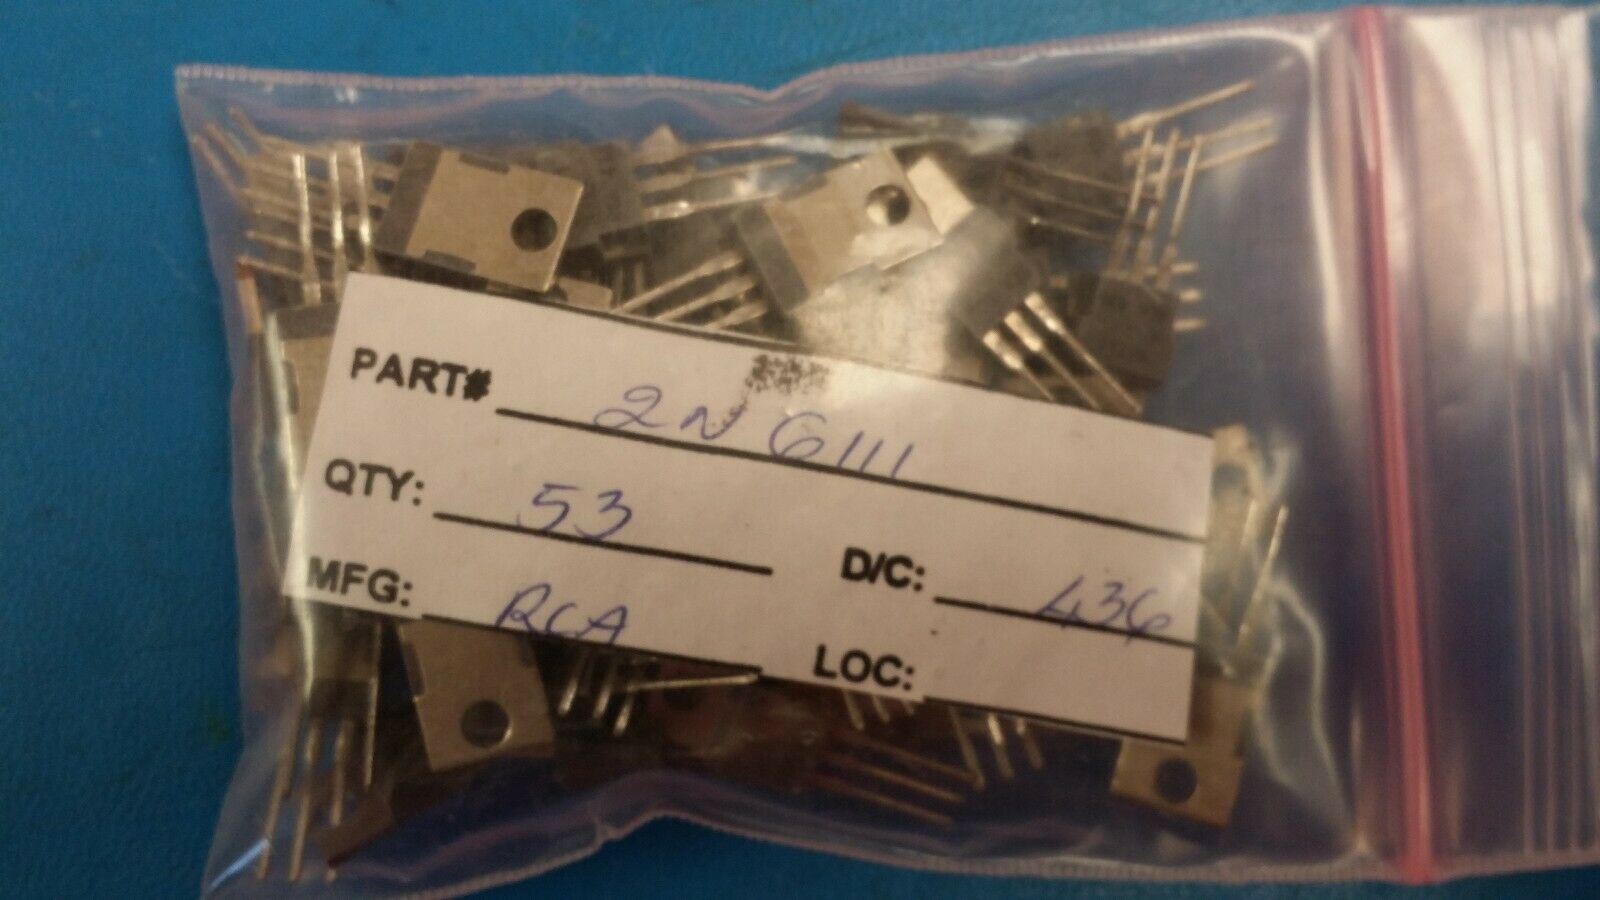 PART# 2N6111
QTY: 53
D/C: 436
MFG: RCA
LOC: